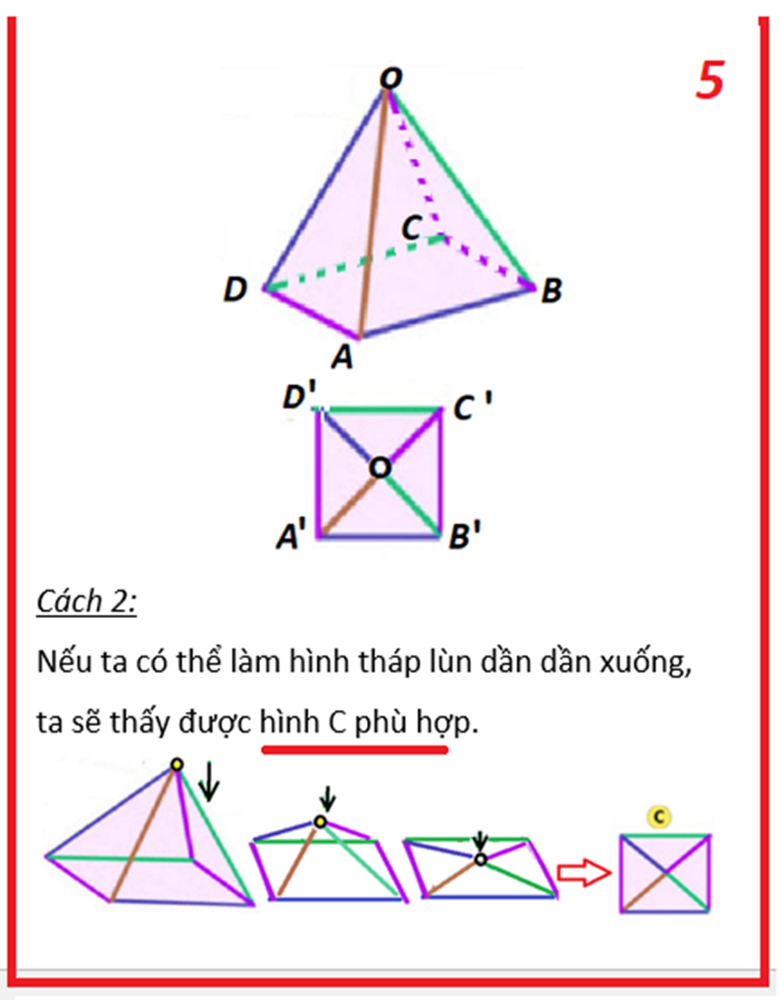 5
O
C
D
B
A
D'
C'
O
A'
B'
Cách 2:
Nếu ta có thể làm hình tháp lùn dần dần xuống,
ta sẽ thấy được hình C phù hợp.
C